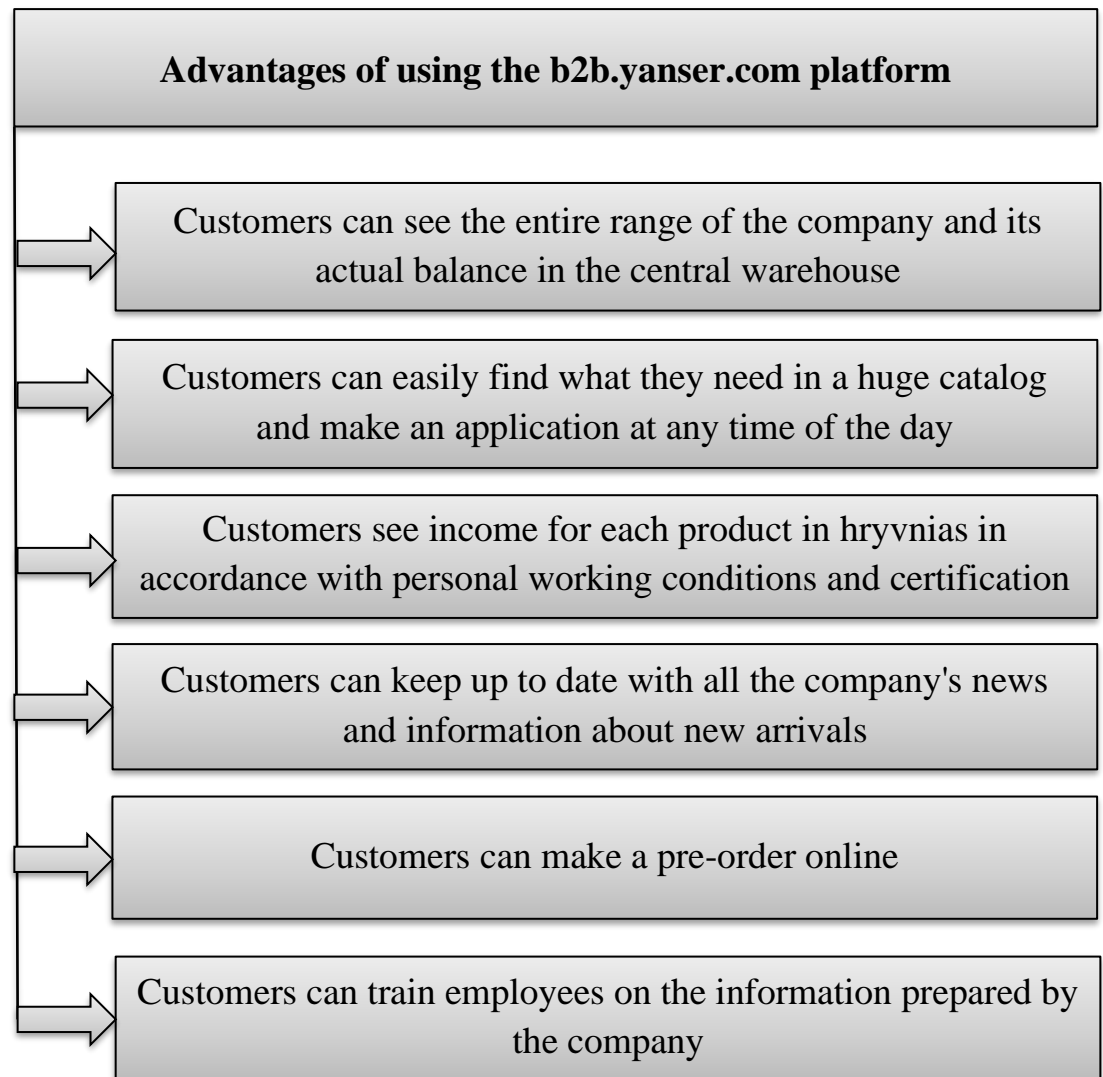 Advantages of using the b2b.yanser.com platform
Customers can see the entire range of the company and its
actual balance in the central warehouse
Customers can easily find what they need in a huge catalog
and make an application at any time of the day
Customers see income for each product in hryvnias in
accordance with personal working conditions and certification
Customers can keep up to date with all the company's news
and information about new arrivals
Customers can make a pre-order online
Customers can train employees on the information prepared by
the company